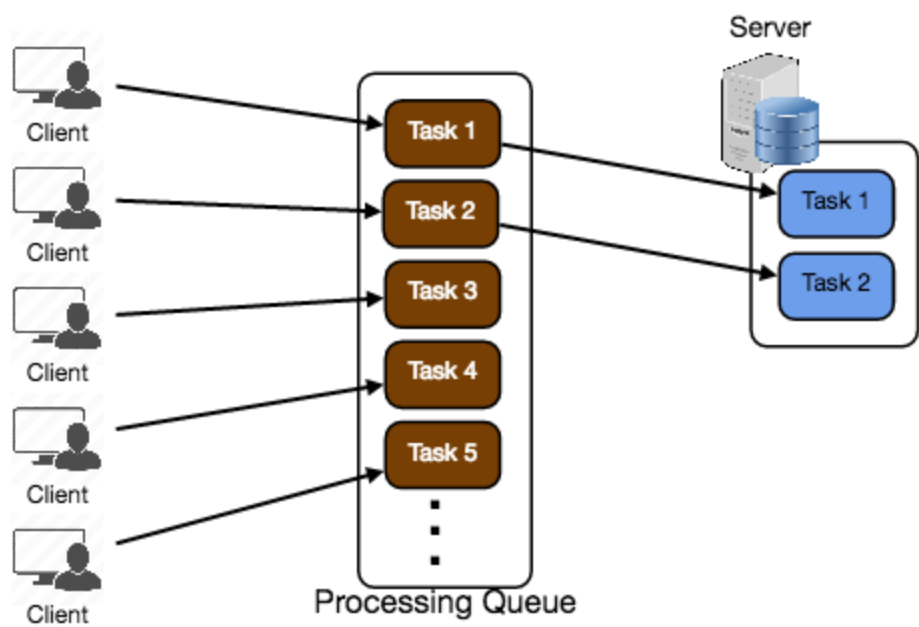 Server
Client
Client
Client
Client
Client
Task 1
Task 2
Task 3
Task 4
Task 5
Processing Queue
Task 1
Task 2